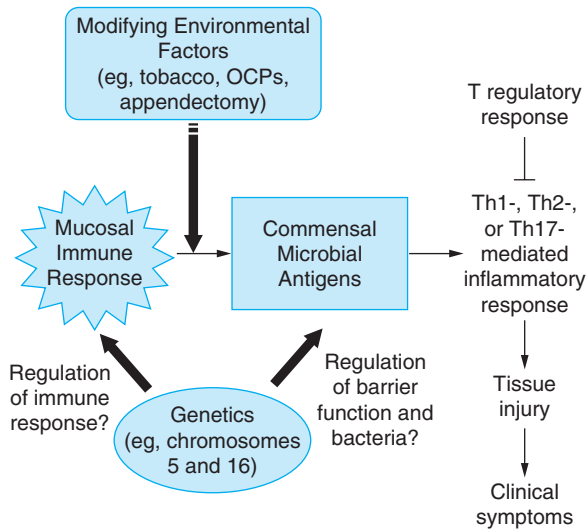 Modifying Environmental
Factors
(eg, tobacco, OCPs,
appendectomy)
T regulatory
response
Mucosal
Immune
Response
Commensal
Microbial
Antigens
Th1-, Th2-,
or Th17-
mediated
inflammatory
response
Regulation
of immune
response?
Genetics
(eg, chromosomes
5 and 16)
Regulation
of barrier
function and
bacteria?
Tissue
injury
Clinical
symptoms